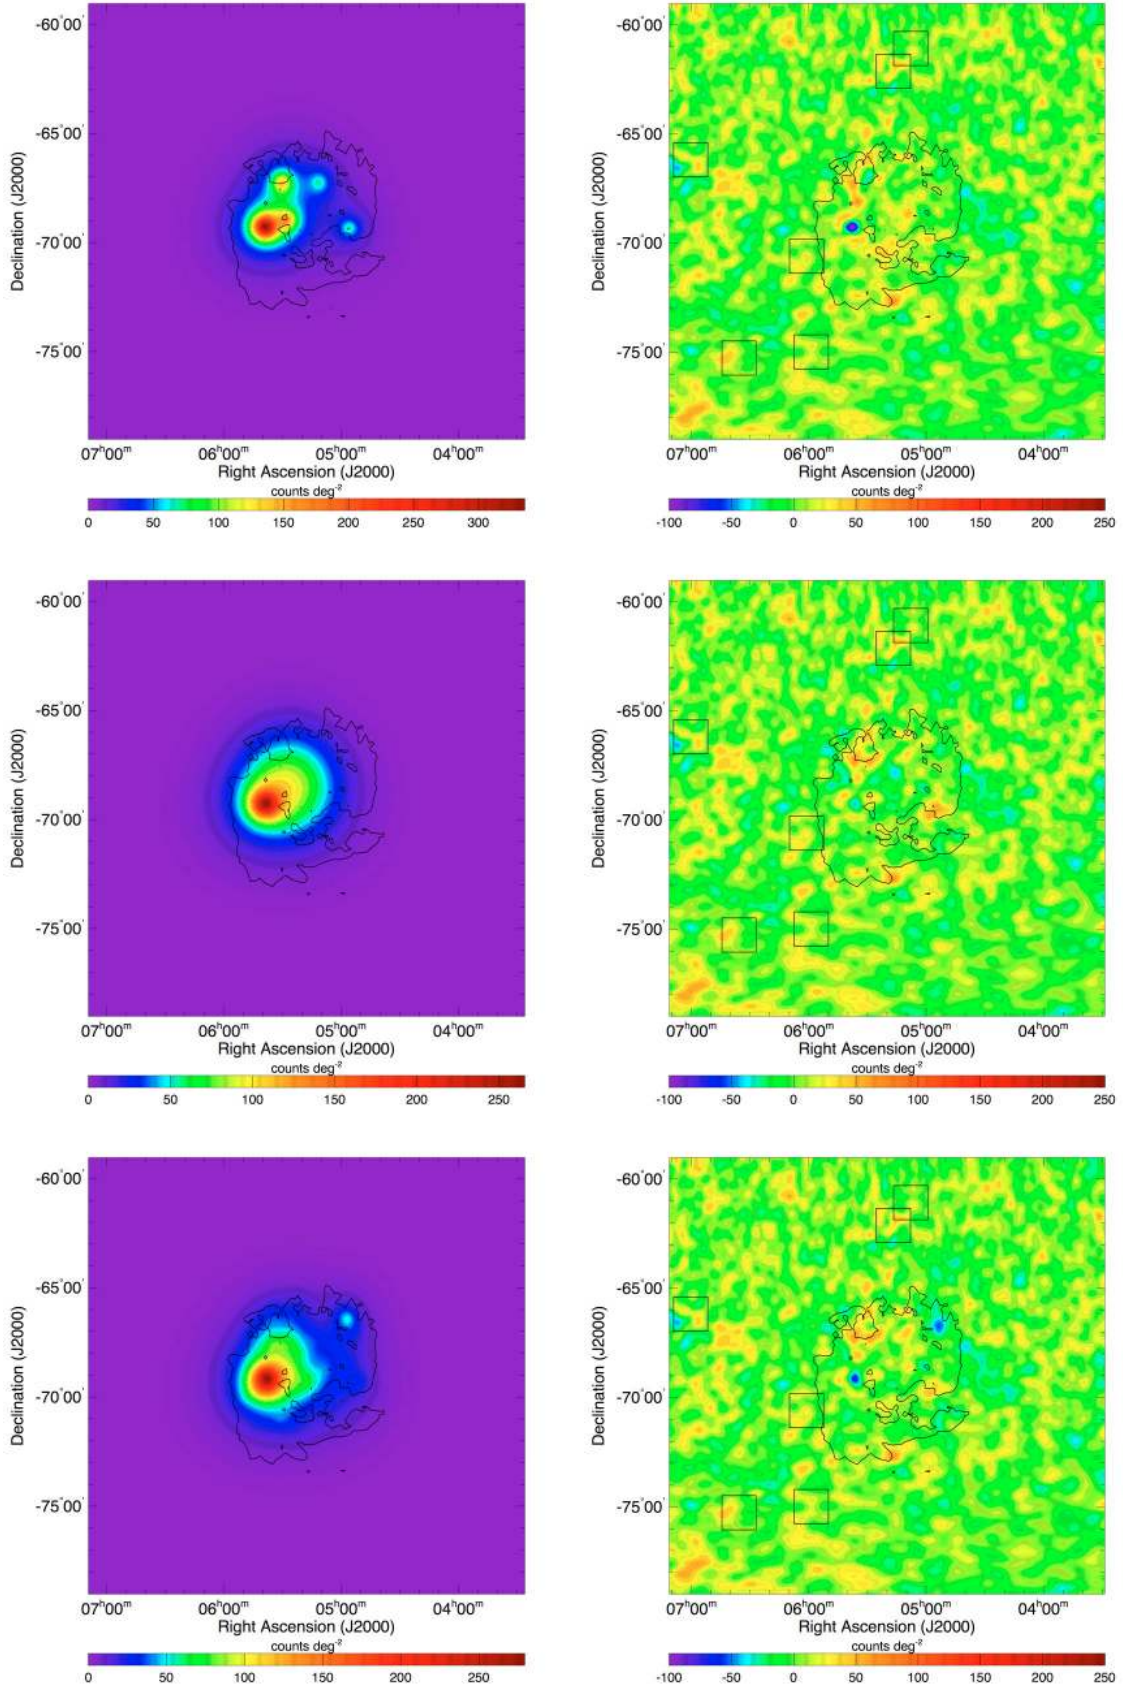 -60°00' -60°00'
-65°00' -65°00'
Declination (J2000) Declination (J2000)
-70°00' -70°00'
-75°00' -75°00'
07h00m 06h00m 05h00m 04h00m 07h00m 06h00m 05h00m 04h00m
Right Ascension (J2000) Right Ascension (J2000)
counts deg-2 counts deg-2
0 50 100 150 200 250 300 -100 -50 0 50 100 150 200 250
-60°00' -60°00'
-65°00' -65°00'
Declination (J2000) Declination (J2000)
-70°00' -70°00'
-75°00' -75°00'
07h00m 06h00m 05h00m 04h00m 07h00m 06h00m 05h00m 04h00m
Right Ascension (J2000) Right Ascension (J2000)
counts deg-2 counts deg-2
0 50 100 150 200 250 -100 -50 0 50 100 150 200 250
-60°00' -60°00'
-65°00' -65°00'
Declination (J2000) Declination (J2000)
-70°00' -70°00'
-75°00' -75°00'
07h00m 06h00m 05h00m 04h00m 07h00m 06h00m 05h00m 04h00m
Right Ascension (J2000) Right Ascension (J2000)
counts deg-2 counts deg-2
0 50 100 150 200 250 -100 -50 0 50 100 150 200 250